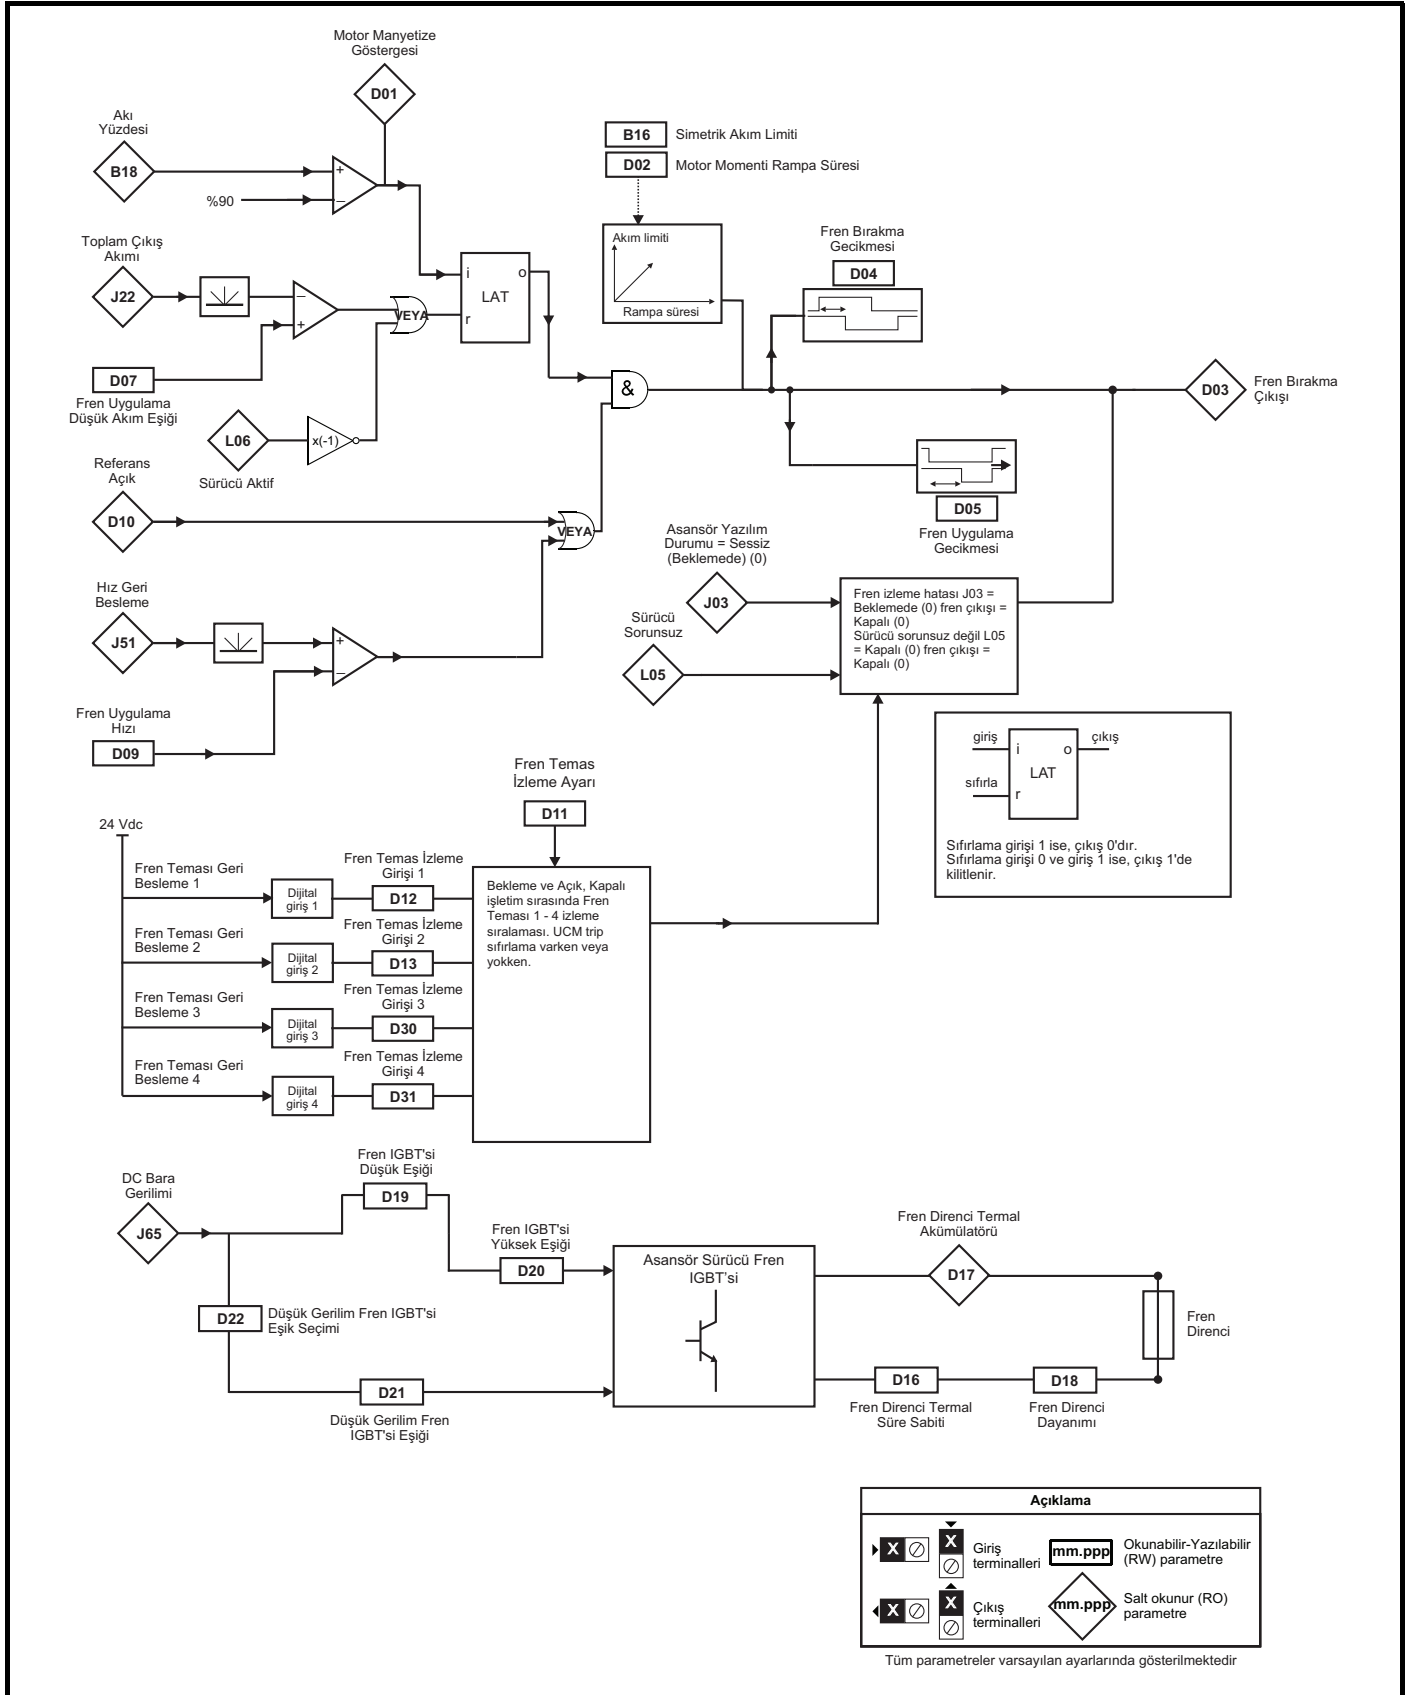 Motor Manyetize
Göstergesi
D01
Akı
Yüzdesi
B18
+
–
%90
B16
Simetrik Akım Limiti
D02
Motor Momenti Rampa Süresi
Toplam Çıkış
Akımı
J22
–
+
VEYA
i
o
LAT
r
Akım limiti
Rampa süresi
Fren Bırakma
Gecikmesi
D04
D07
Fren Uygulama
Düşük Akım Eşiği
&
D03
Fren Bırakma
Çıkışı
L06
x(-1)
Sürücü Aktif
Referans
Açık
D10
VEYA
D05
Fren Uygulama
Gecikmesi
Asansör Yazılım
Durumu = Sessiz
(Beklemede) (0)
J03
Hız Geri
Besleme
J51
+
–
Sürücü
Sorunsuz
L05
Fren izleme hatası J03 =
Beklemede (0) fren çıkışı =
Kapalı (0)
Sürücü sorunsuz değil L05
= Kapalı (0) fren çıkışı =
Kapalı (0)
Fren Uygulama
Hızı
D09
giriş
i
o
çıkış
LAT
sıfırla
r
Sıfırlama girişi 1 ise, çıkış 0'dır.
Sıfırlama girişi 0 ve giriş 1 ise, çıkış 1'de
kilitlenir.
Fren Temas
İzleme Ayarı
D11
24 Vdc
Fren Teması Geri
Besleme 1
Dijital
giriş 1
Fren Temas İzleme
Girişi 1
D12
Fren Teması Geri
Besleme 2
Dijital
giriş 2
Fren Temas İzleme
Girişi 2
D13
Fren Teması Geri
Besleme 3
Dijital
giriş 3
Fren Temas İzleme
Girişi 3
D30
Fren Teması Geri
Besleme 4
Dijital
giriş 4
Fren Temas İzleme
Girişi 4
D31
Bekleme ve Açık, Kapalı
işletim sırasında Fren
Teması 1 - 4 izleme
sıralaması. UCM trip
sıfırlama varken veya
yokken.
DC Bara
Gerilimi
J65
Fren IGBT'si
Düşük Eşiği
D19
Fren IGBT'si
Yüksek Eşiği
D20
D22
Düşük Gerilim Fren IGBT'si
Eşik Seçimi
D21
Düşük Gerilim Fren
IGBT'si Eşiği
Asansör Sürücü Fren
IGBT'si
Fren Direnci Termal
Akümülatörü
D17
Fren
Direnci
D16
Fren Direnci Termal
Süre Sabiti
D18
Fren Direnci
Dayanımı
Açıklama
X
X
Giriş
terminalleri
mm.ppp
Okunabilir-Yazılabilir
(RW) parametre
X
X
Çıkış
terminalleri
mm.ppp
Salt okunur (RO)
parametre
Tüm parametreler varsayılan ayarlarında gösterilmektedir